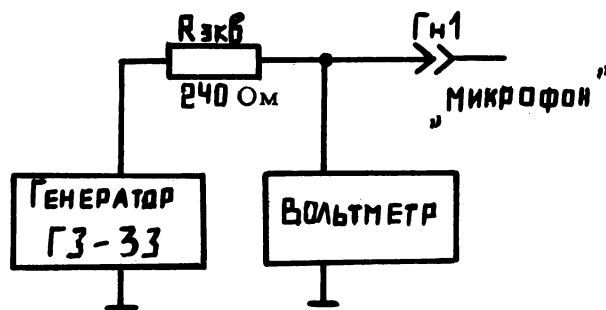 Rэкв
240 Ом
Гн1
„Микрофон"
Генератор
Г3-33
Вольтметр